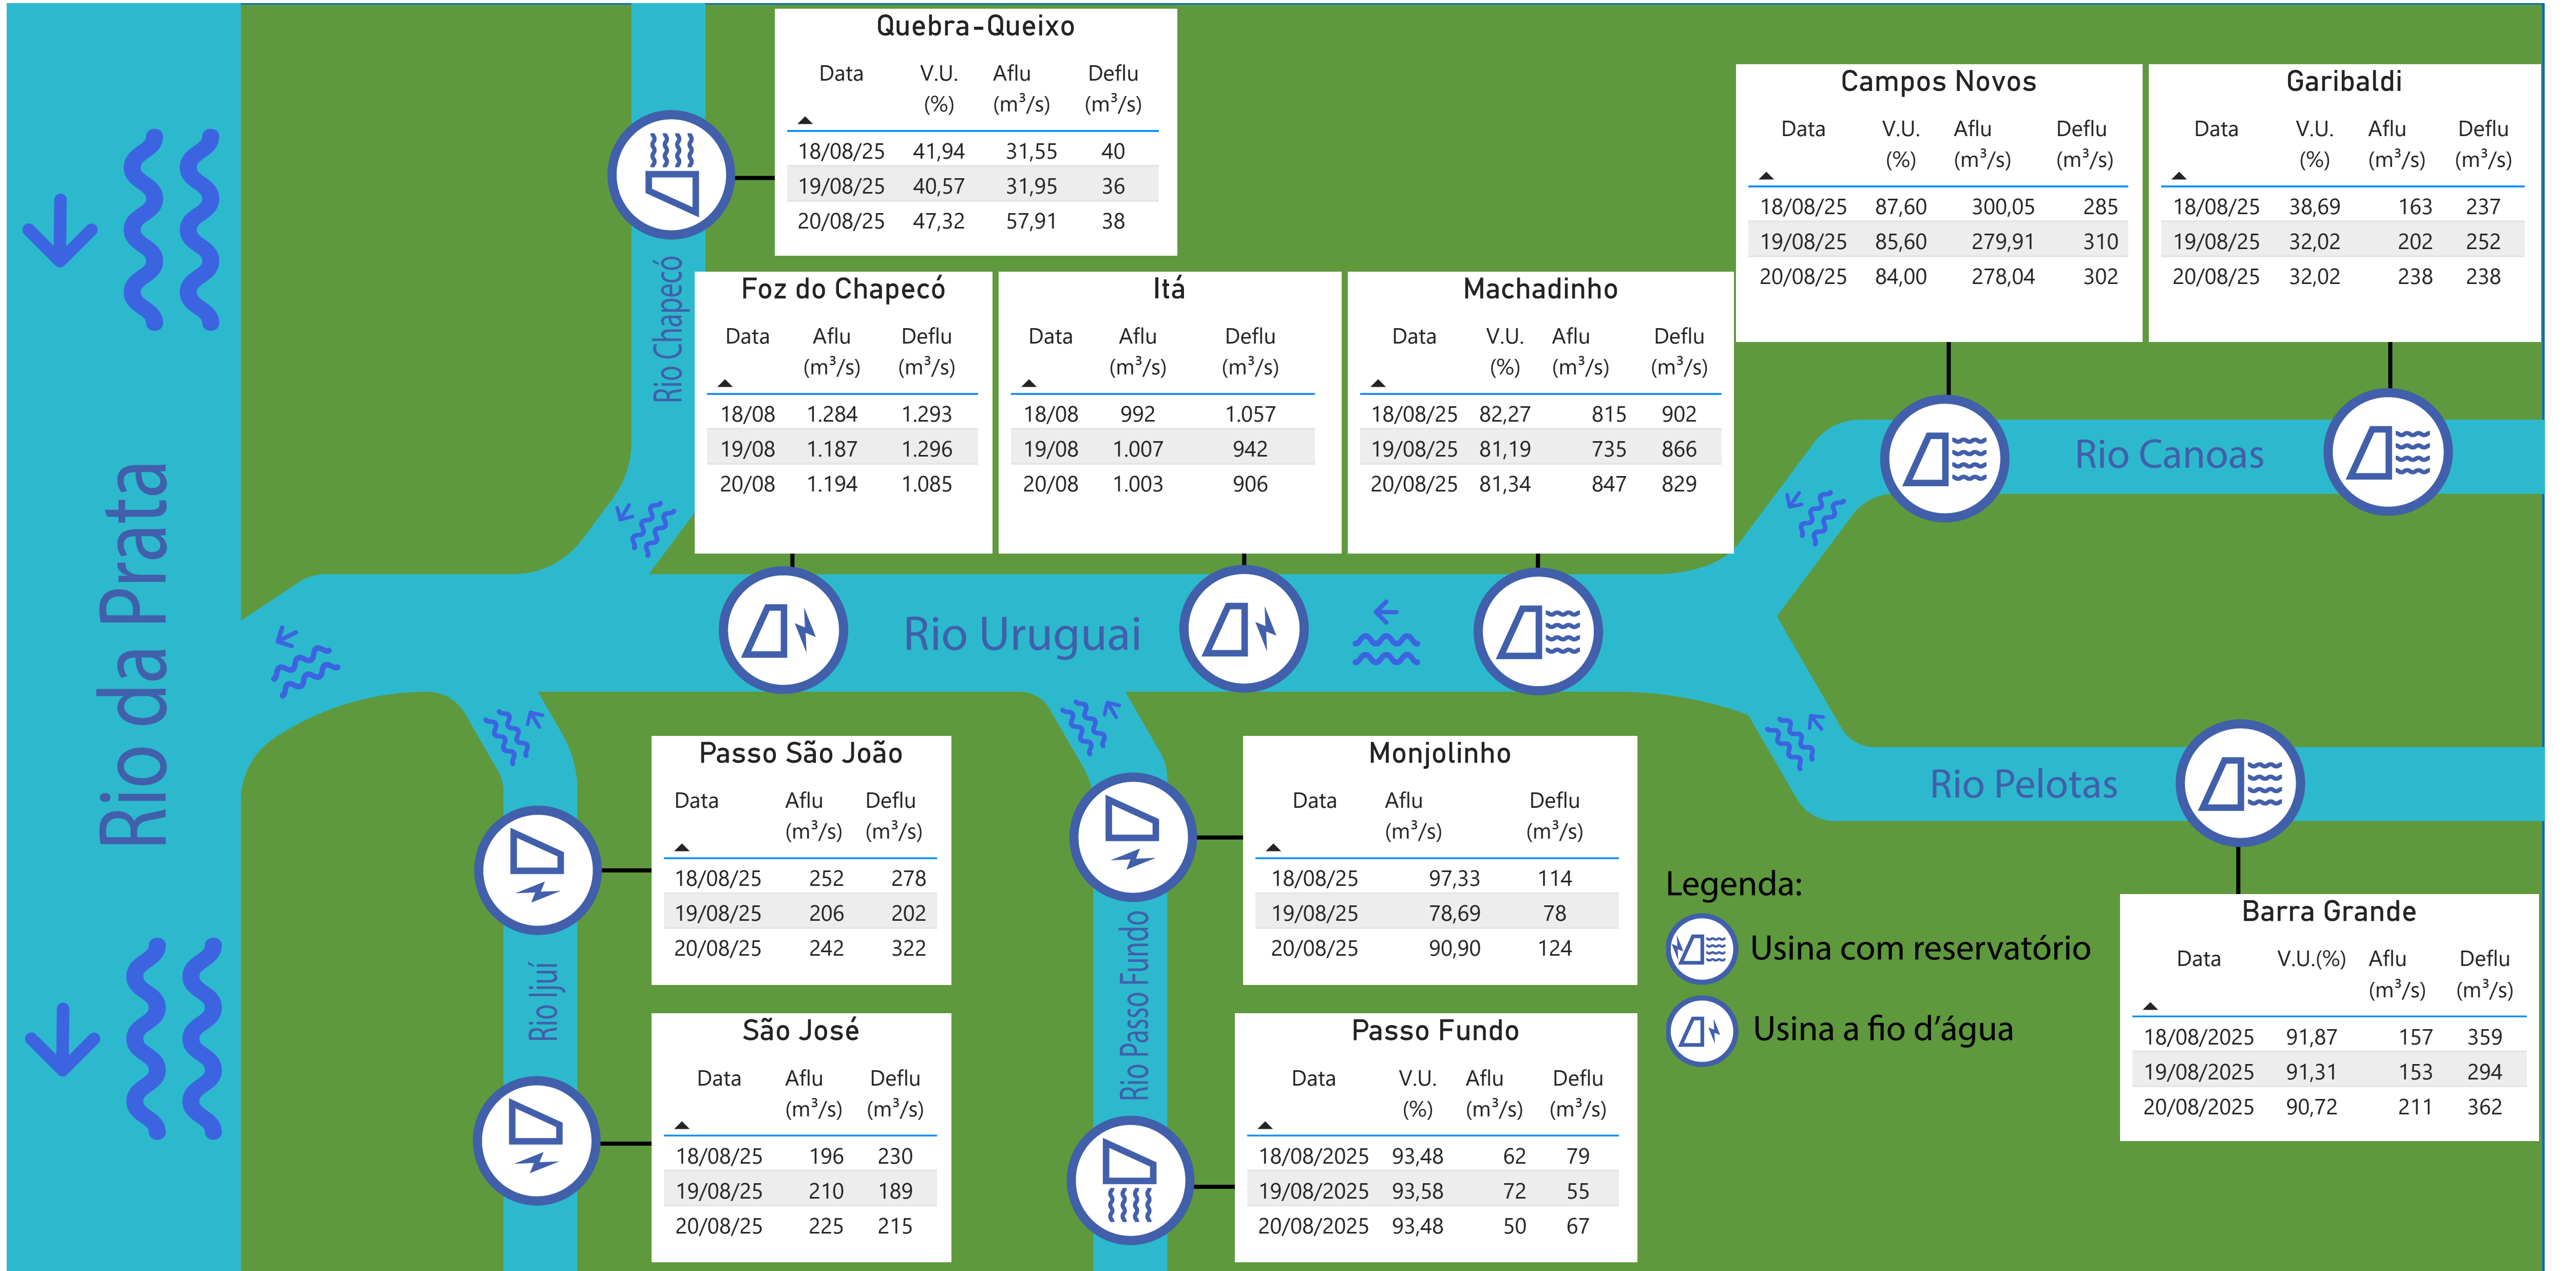 Quebra-Queixo
Data V.U. (%) Aflu (m³/s) Deflu (m³/s)
18/08/25 41,94 31,55 40
19/08/25 40,57 31,95 36
20/08/25 47,32 57,91 38
Campos Novos
Data V.U. (%) Aflu (m³/s) Deflu (m³/s)
18/08/25 87,60 300,05 285
19/08/25 85,60 279,91 310
20/08/25 84,00 278,04 302
Garibaldi
Data V.U. (%) Aflu (m³/s) Deflu (m³/s)
18/08/25 38,69 163 237
19/08/25 32,02 202 252
20/08/25 32,02 238 238
Rio Chapecó
Foz do Chapecó
Data Aflu (m³/s) Deflu (m³/s)
18/08 1.284 1.293
19/08 1.187 1.296
20/08 1.194 1.085
Itá
Data Aflu (m³/s) Deflu (m³/s)
18/08 992 1.057
19/08 1.007 942
20/08 1.003 906
Machadinho
Data V.U. (%) Aflu (m³/s) Deflu (m³/s)
18/08/25 82,27 815 902
19/08/25 81,19 735 866
20/08/25 81,34 847 829
Rio Canoas
Rio da Prata
Rio Uruguai
Rio Pelotas
Passo São João
Data Aflu (m³/s) Deflu (m³/s)
18/08/25 252 278
19/08/25 206 202
20/08/25 242 322
Monjolinho
Data Aflu (m³/s) Deflu (m³/s)
18/08/25 97,33 114
19/08/25 78,69 78
20/08/25 90,90 124
Legenda:
Usina com reservatório
Usina a fio d'água
Barra Grande
Data V.U.(%) Aflu (m³/s) Deflu (m³/s)
18/08/2025 91,87 157 359
19/08/2025 91,31 153 294
20/08/2025 90,72 211 362
Rio Ijuí
Rio Passo Fundo
São José
Data Aflu (m³/s) Deflu (m³/s)
18/08/25 196 230
19/08/25 210 189
20/08/25 225 215
Passo Fundo
Data V.U. (%) Aflu (m³/s) Deflu (m³/s)
18/08/2025 93,48 62 79
19/08/2025 93,58 72 55
20/08/2025 93,48 50 67